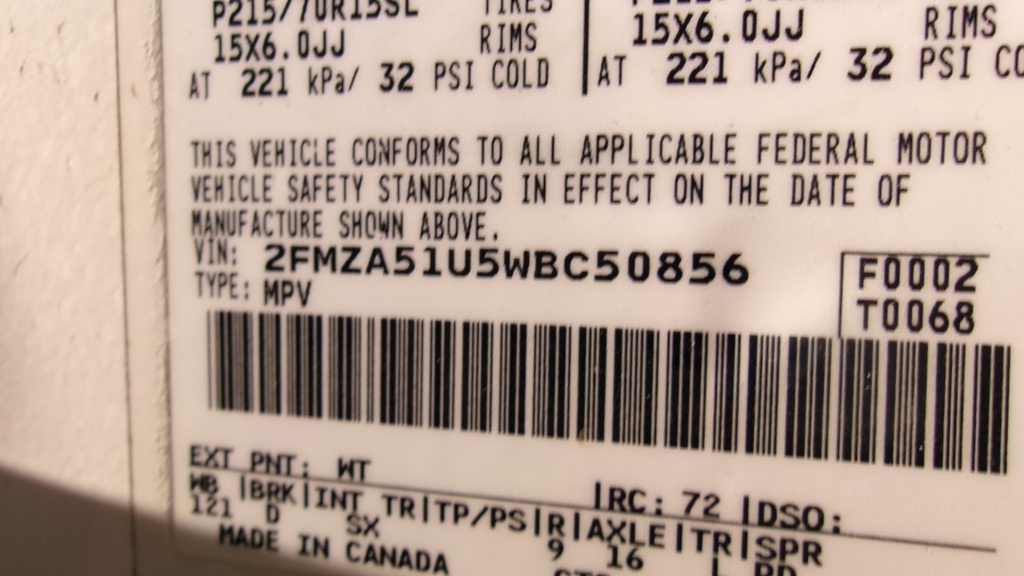 P215/70R15SL TIRES
15X6.0JJ RIMS 15X6.0JJ RIMS
AT 221 kPa/ 32 PSI COLD AT 221 kPa/ 32 PSI CO
THIS VEHICLE CONFORMS TO ALL APPLICABLE FEDERAL MOTOR
VEHICLE SAFETY STANDARDS IN EFFECT ON THE DATE OF
MANUFACTURE SHOWN ABOVE.
VIN: 2FMZA51U5WBC50856 F0002
TYPE: MPV T0068
EXT PNT: WT RC: 72 DSO:
WB |BRK|INT TR|TP/PS|R|AXLE|TR|SPR
121 D SX 9 16 L
MADE IN CANADA